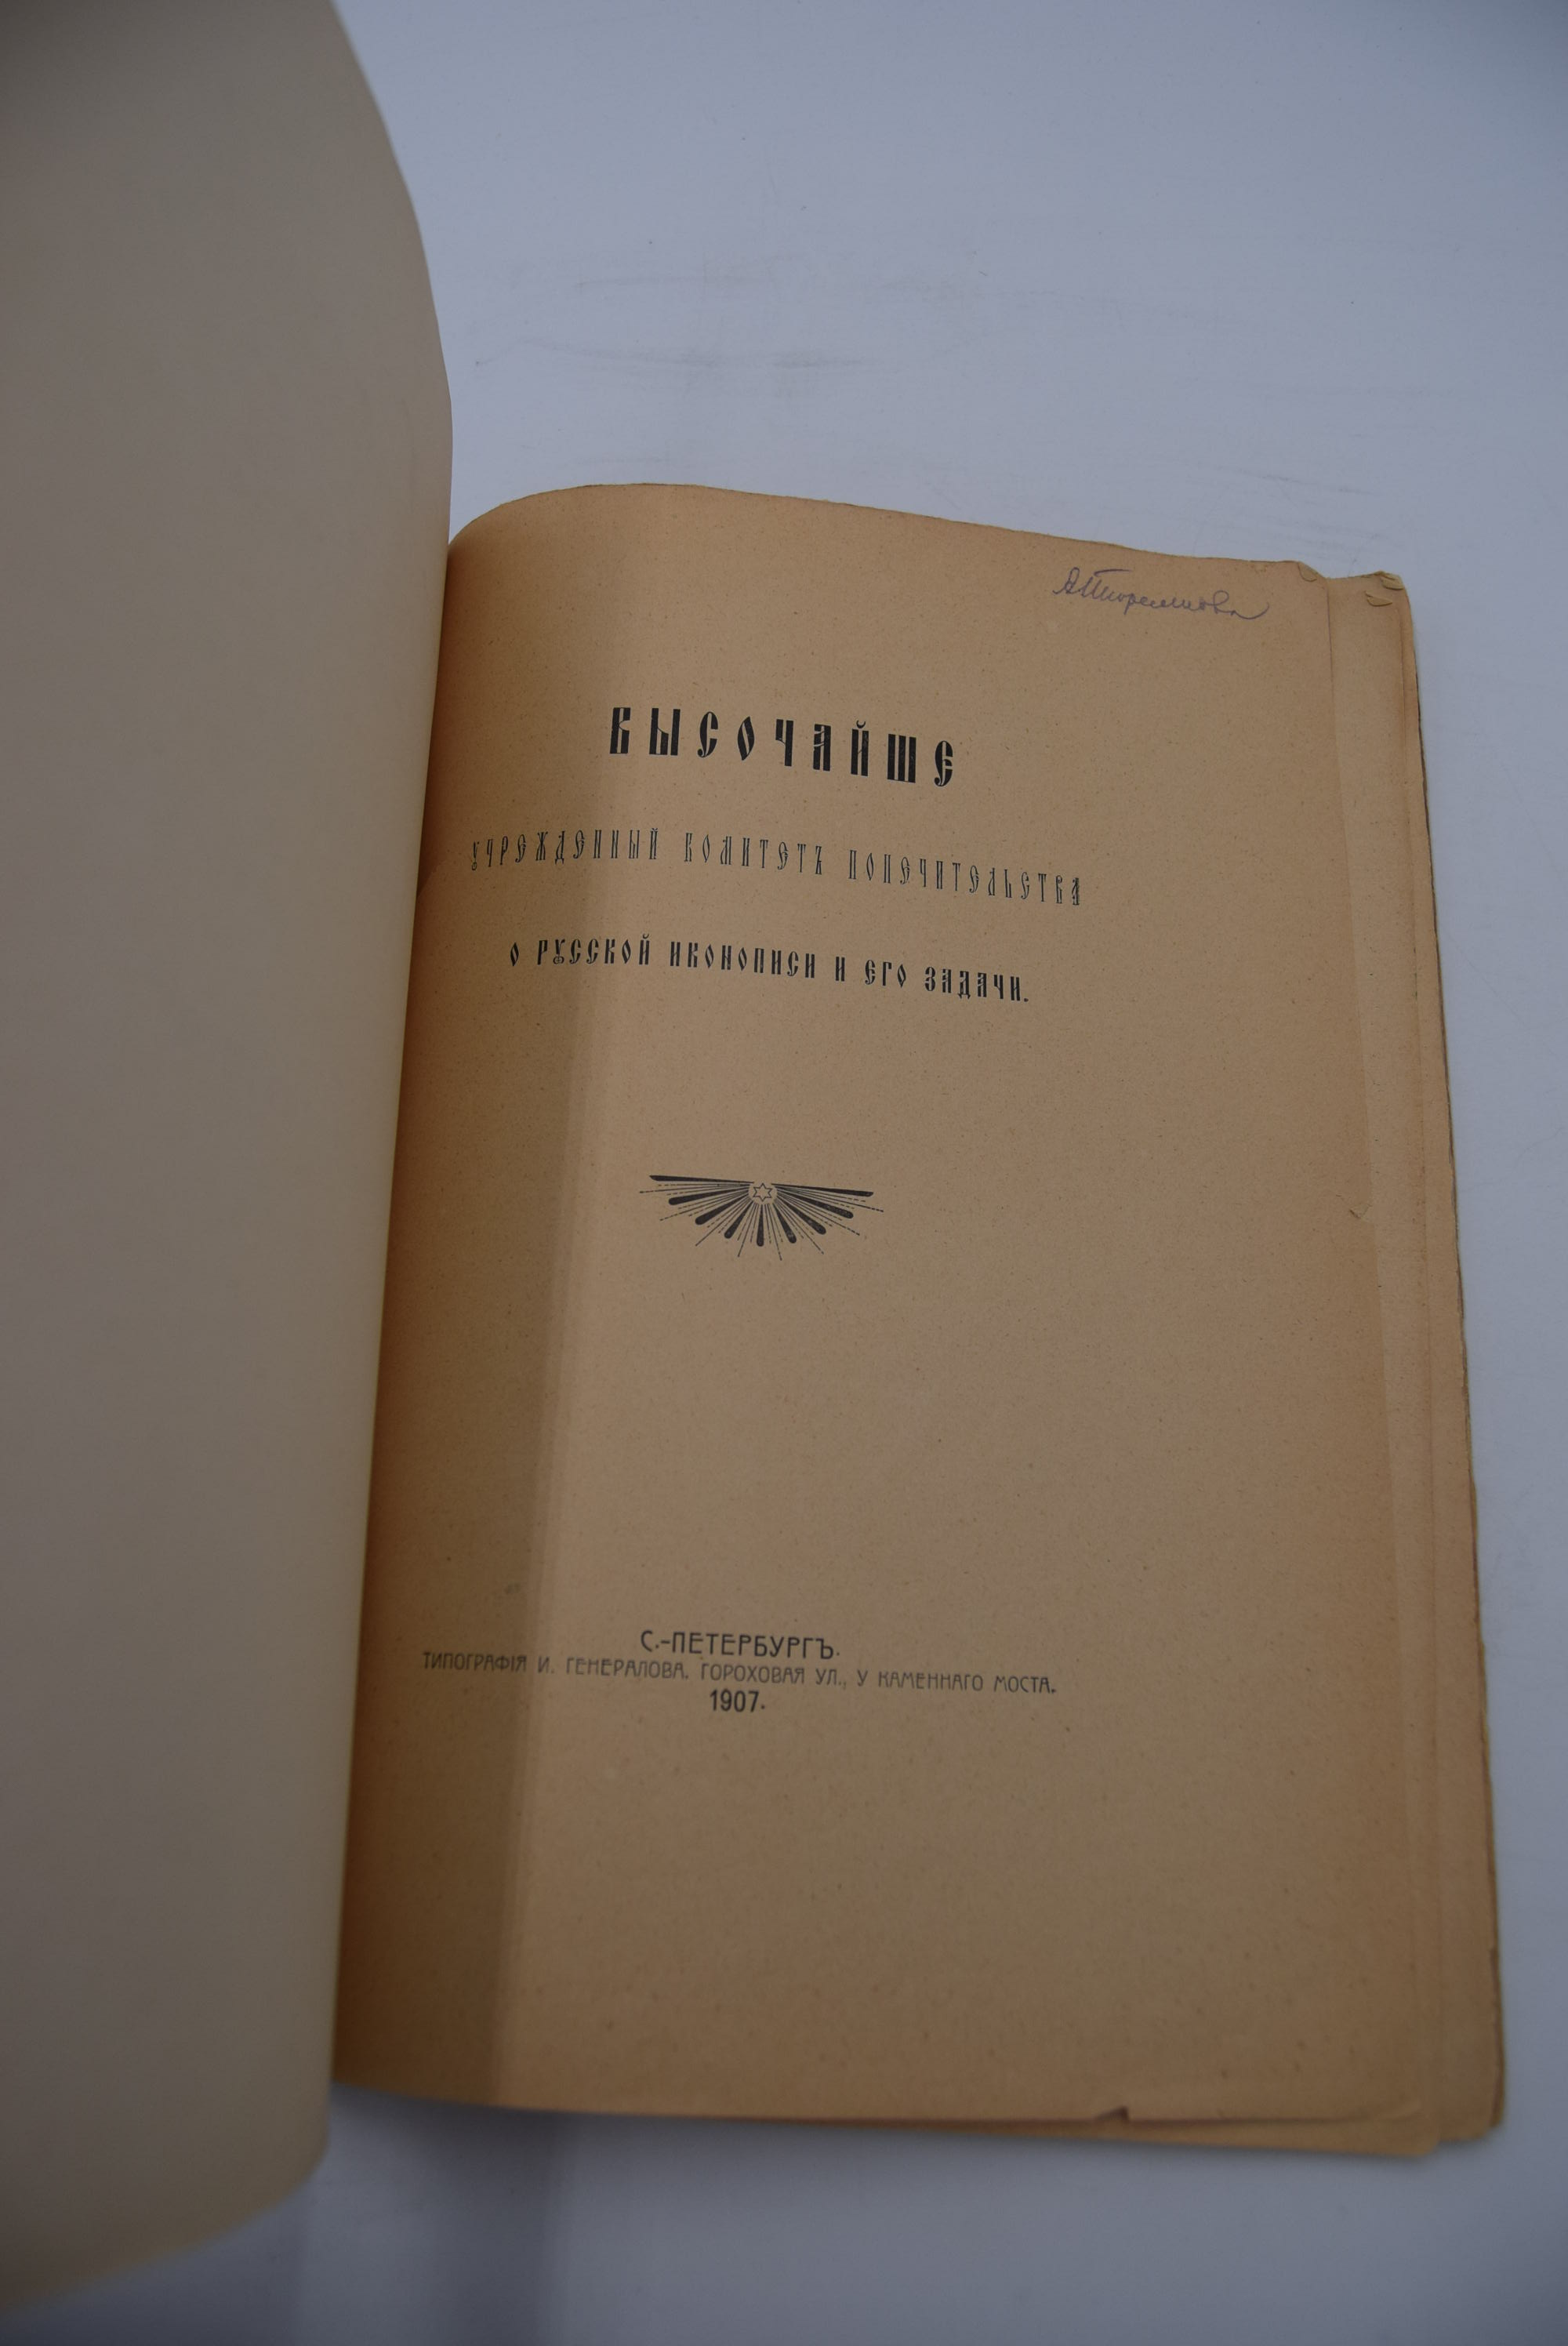 ВЫСОЧАЙШЕ
УЧРЕЖДЕННЫЙ КОМИТЕТЪ ПОПЕЧИТЕЛЬСТВА
О РУССКОЙ ИКОНОПИСИ И ЕГО ЗАДАЧИ.
С.-ПЕТЕРБУРГЪ.
ТИПОГРАФІЯ И. ГЕНЕРАЛОВА. ГОРОХОВАЯ УЛ., У КАМЕННАГО МОСТА.
1907.